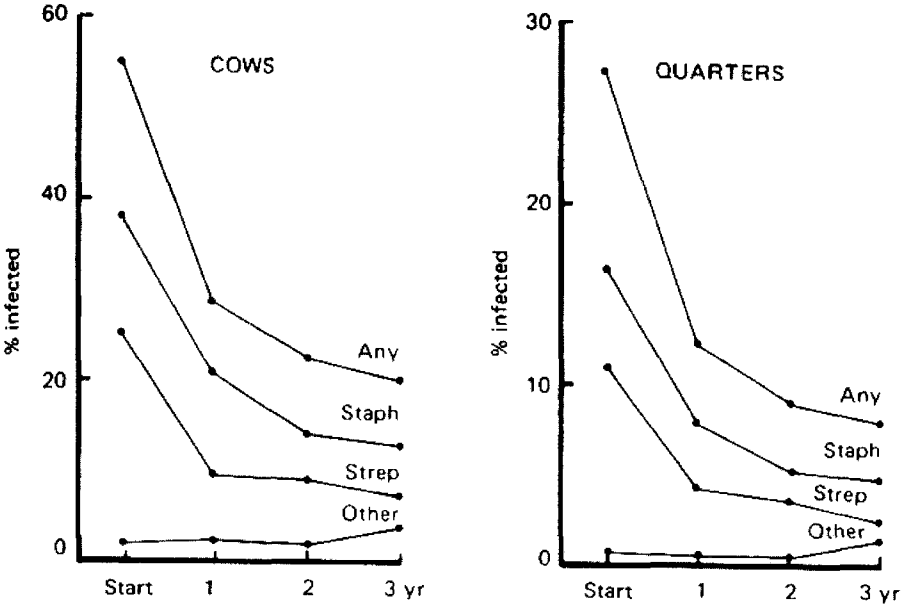 COWS
% infected
60
40
20
0
Any
Staph
Strep
Other
Start 1 2 3 yr
QUARTERS
% infected
30
20
10
0
Any
Staph
Strep
Other
Start 1 2 3 yr